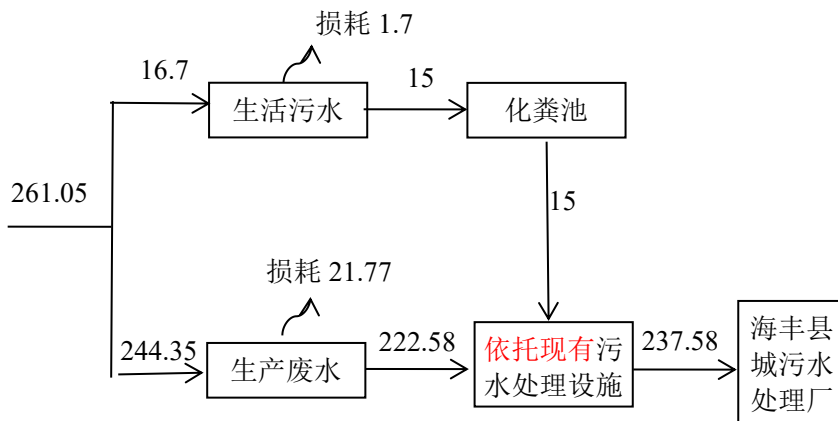 损耗 1.7
16.7
生活污水
15
化粪池
261.05
15
损耗 21.77
244.35
生产废水
222.58
依托现有污
水处理设施
237.58
海丰县
城污水
处理厂